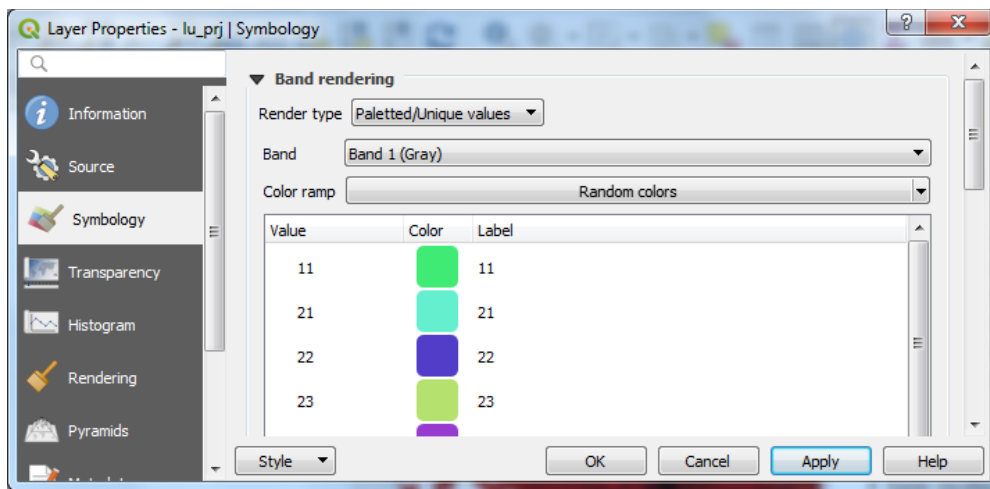 Layer Properties - lu_prj | Symbology
Information
Source
Symbology
Transparency
Histogram
Rendering
Pyramids
Band rendering
Render type Paletted/Unique values
Band Band 1 (Gray)
Color ramp Random colors
Value Color Label
11 11
21 21
22 22
23 23
Style OK Cancel Apply Help